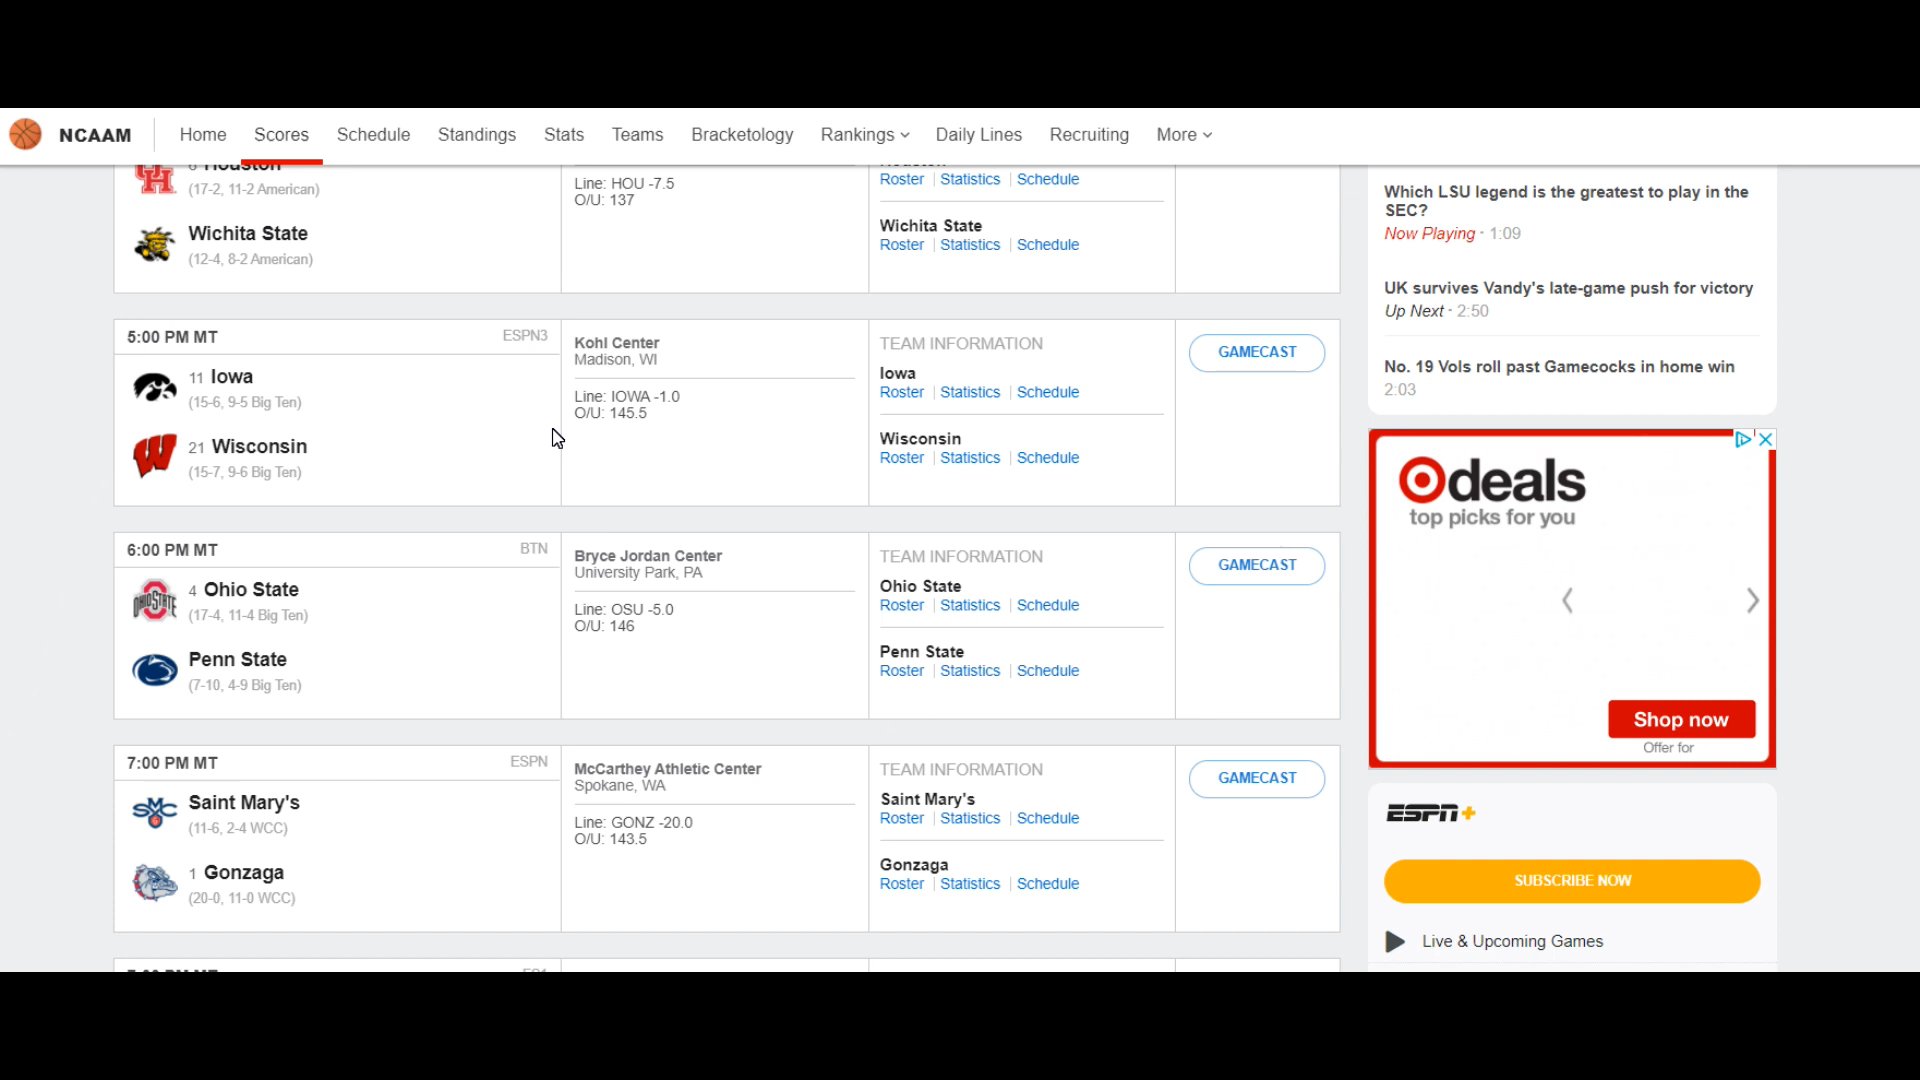 NCAAM
Home Scores Schedule Standings Stats Teams Bracketology Rankings Daily Lines Recruiting More
6 Houston
(17-2, 11-2 American)
Wichita State
(12-4, 8-2 American)
Line: HOU -7.5
O/U: 137
Houston
Roster | Statistics | Schedule
Wichita State
Roster | Statistics | Schedule
5:00 PM MT ESPN3
11 Iowa
(15-6, 9-5 Big Ten)
21 Wisconsin
(15-7, 9-6 Big Ten)
Kohl Center
Madison, WI
Line: IOWA -1.0
O/U: 145.5
TEAM INFORMATION
Iowa
Roster | Statistics | Schedule
Wisconsin
Roster | Statistics | Schedule
GAMECAST
6:00 PM MT BTN
OHIO STATE
4 Ohio State
(17-4, 11-4 Big Ten)
Penn State
(7-10, 4-9 Big Ten)
Bryce Jordan Center
University Park, PA
Line: OSU -5.0
O/U: 146
TEAM INFORMATION
Ohio State
Roster | Statistics | Schedule
Penn State
Roster | Statistics | Schedule
GAMECAST
7:00 PM MT ESPN
SMC
Saint Mary's
(11-6, 2-4 WCC)
1 Gonzaga
(20-0, 11-0 WCC)
McCarthey Athletic Center
Spokane, WA
Line: GONZ -20.0
O/U: 143.5
TEAM INFORMATION
Saint Mary's
Roster | Statistics | Schedule
Gonzaga
Roster | Statistics | Schedule
GAMECAST
Which LSU legend is the greatest to play in the
SEC?
Now Playing · 1:09
UK survives Vandy's late-game push for victory
Up Next · 2:50
No. 19 Vols roll past Gamecocks in home win
2:03
deals
top picks for you
Shop now
Offer for
ESPN+
SUBSCRIBE NOW
Live & Upcoming Games